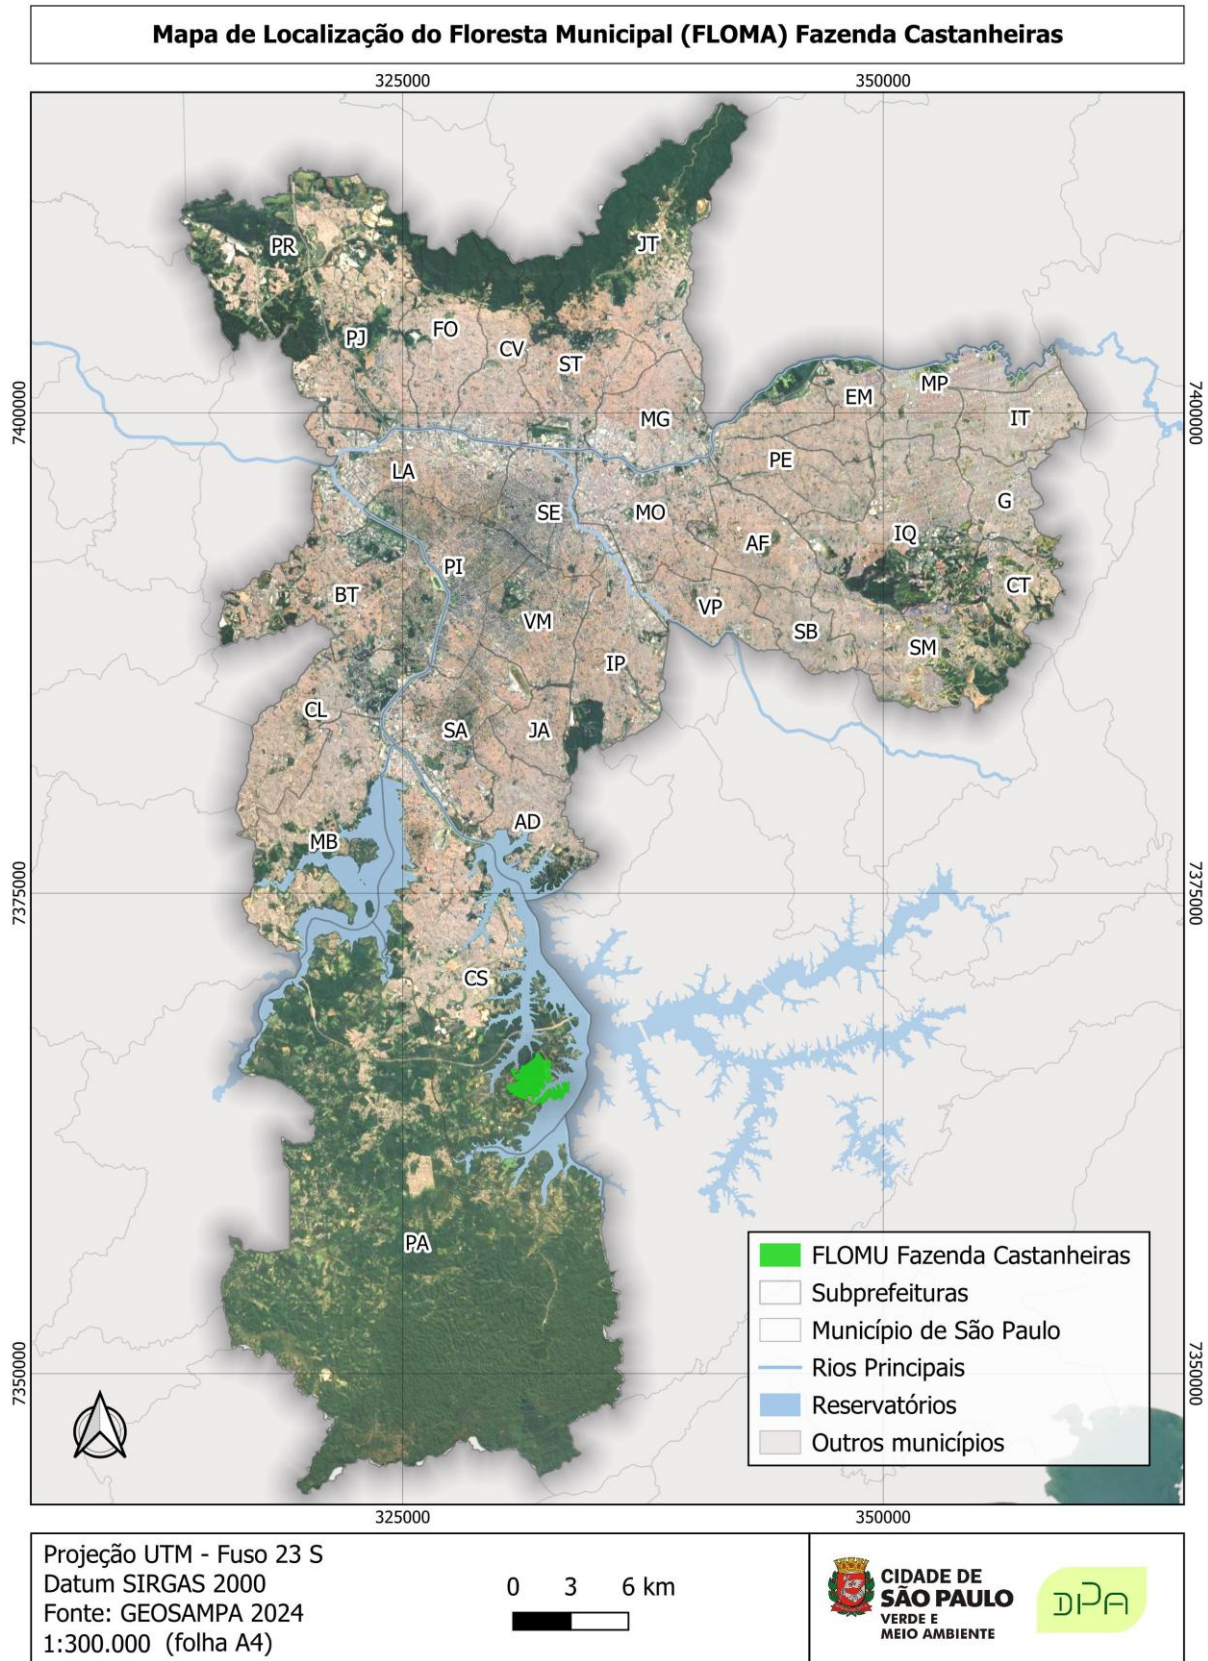 Mapa de Localização do Floresta Municipal (FLOMA) Fazenda Castanheiras
325000 350000
PR
JT
PJ
FO
CV
ST
EM
MP
7400000
MG
IT
7400000
LA
PE
SE
MO
G
AF
IQ
PI
BT
CT
VP
VM
SB
SM
IP
CL
SA
JA
MB
AD
7375000
7375000
CS
PA
FLOMU Fazenda Castanheiras
Subprefeituras
Município de São Paulo
Rios Principais
Reservatórios
Outros municípios
7350000
7350000
325000 350000
Projeção UTM - Fuso 23 S
Datum SIRGAS 2000
Fonte: GEOSAMPA 2024
1:300.000 (folha A4)
0 3 6 km
CIDADE DE
SÃO PAULO
VERDE E
MEIO AMBIENTE
DPA